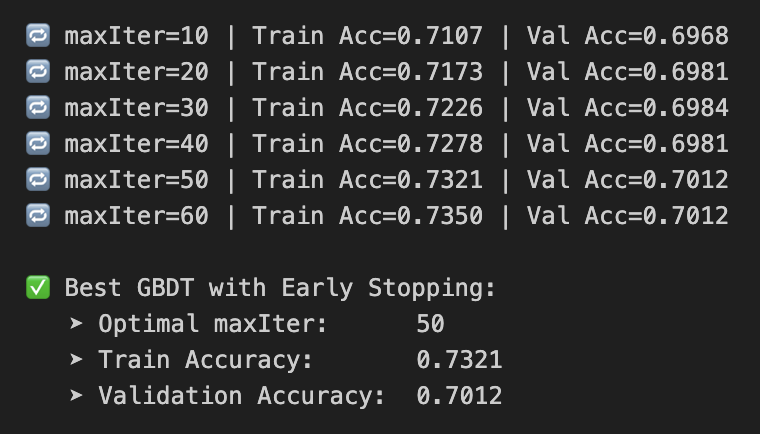 🔁 maxIter=10 | Train Acc=0.7107 | Val Acc=0.6968
🔁 maxIter=20 | Train Acc=0.7173 | Val Acc=0.6981
🔁 maxIter=30 | Train Acc=0.7226 | Val Acc=0.6984
🔁 maxIter=40 | Train Acc=0.7278 | Val Acc=0.6981
🔁 maxIter=50 | Train Acc=0.7321 | Val Acc=0.7012
🔁 maxIter=60 | Train Acc=0.7350 | Val Acc=0.7012
✅ Best GBDT with Early Stopping:
➤ Optimal maxIter: 50
➤ Train Accuracy: 0.7321
➤ Validation Accuracy: 0.7012